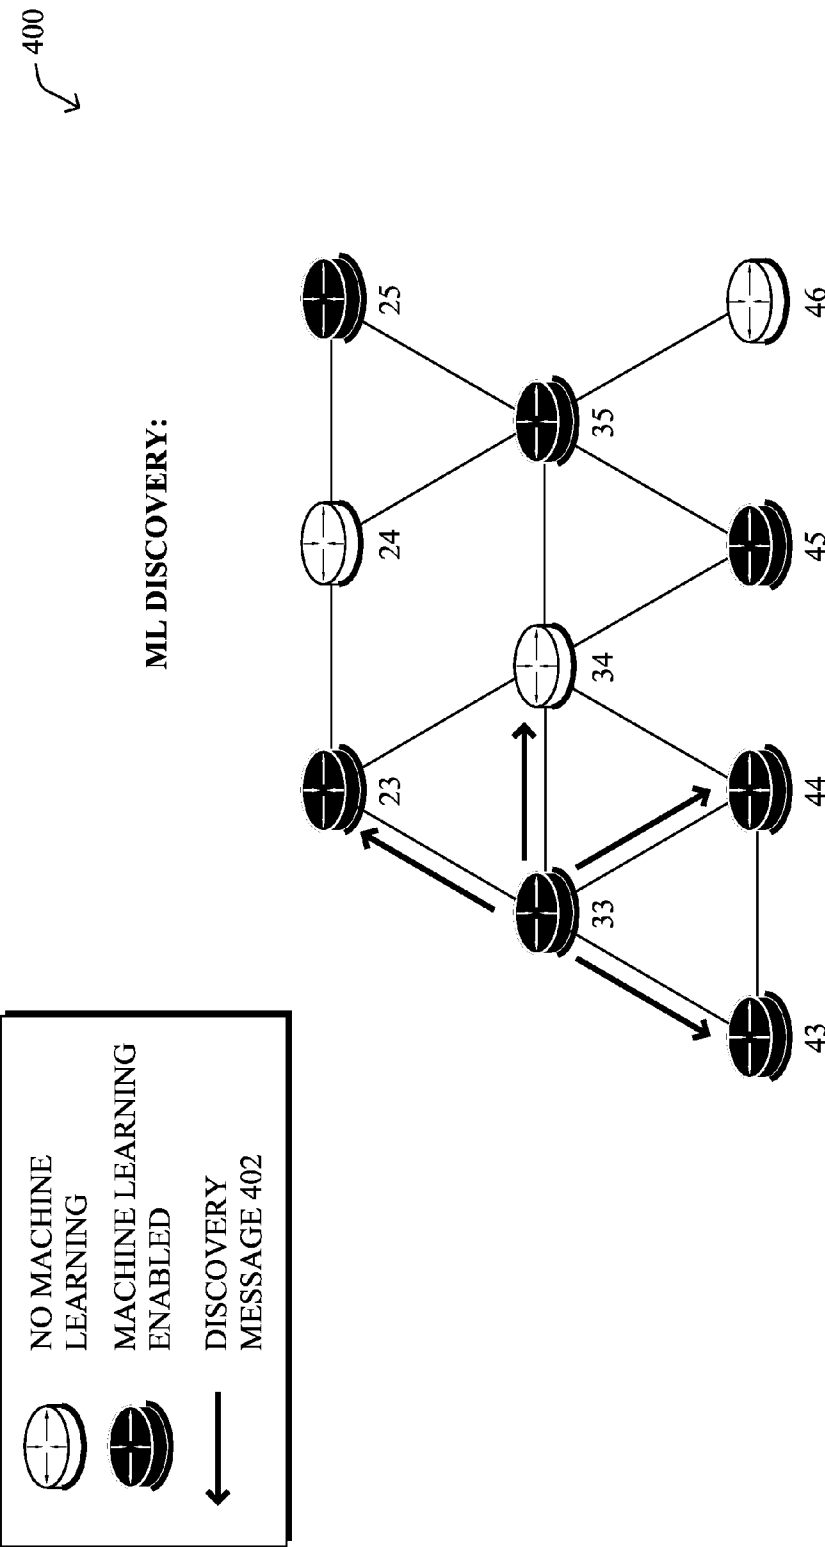 400
ML DISCOVERY:
NO MACHINE
LEARNING
MACHINE LEARNING
ENABLED
DISCOVERY
MESSAGE 402
23
24
25
33
34
35
43
44
45
46